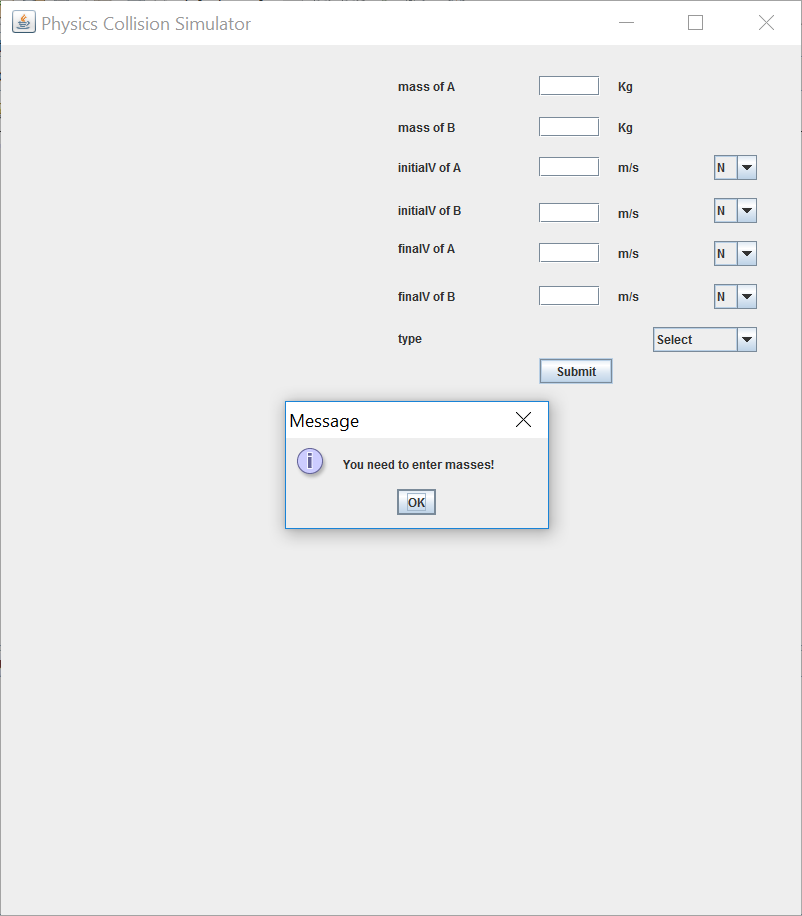 Physics Collision Simulator
mass of A Kg
mass of B Kg
initialV of A m/s N
initialV of B m/s N
finalV of A m/s N
finalV of B m/s N
type Select
Submit
Message
You need to enter masses!
OK